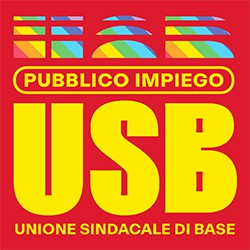 PUBBLICO IMPIEGO
USB
UNIONE SINDACALE DI BASE